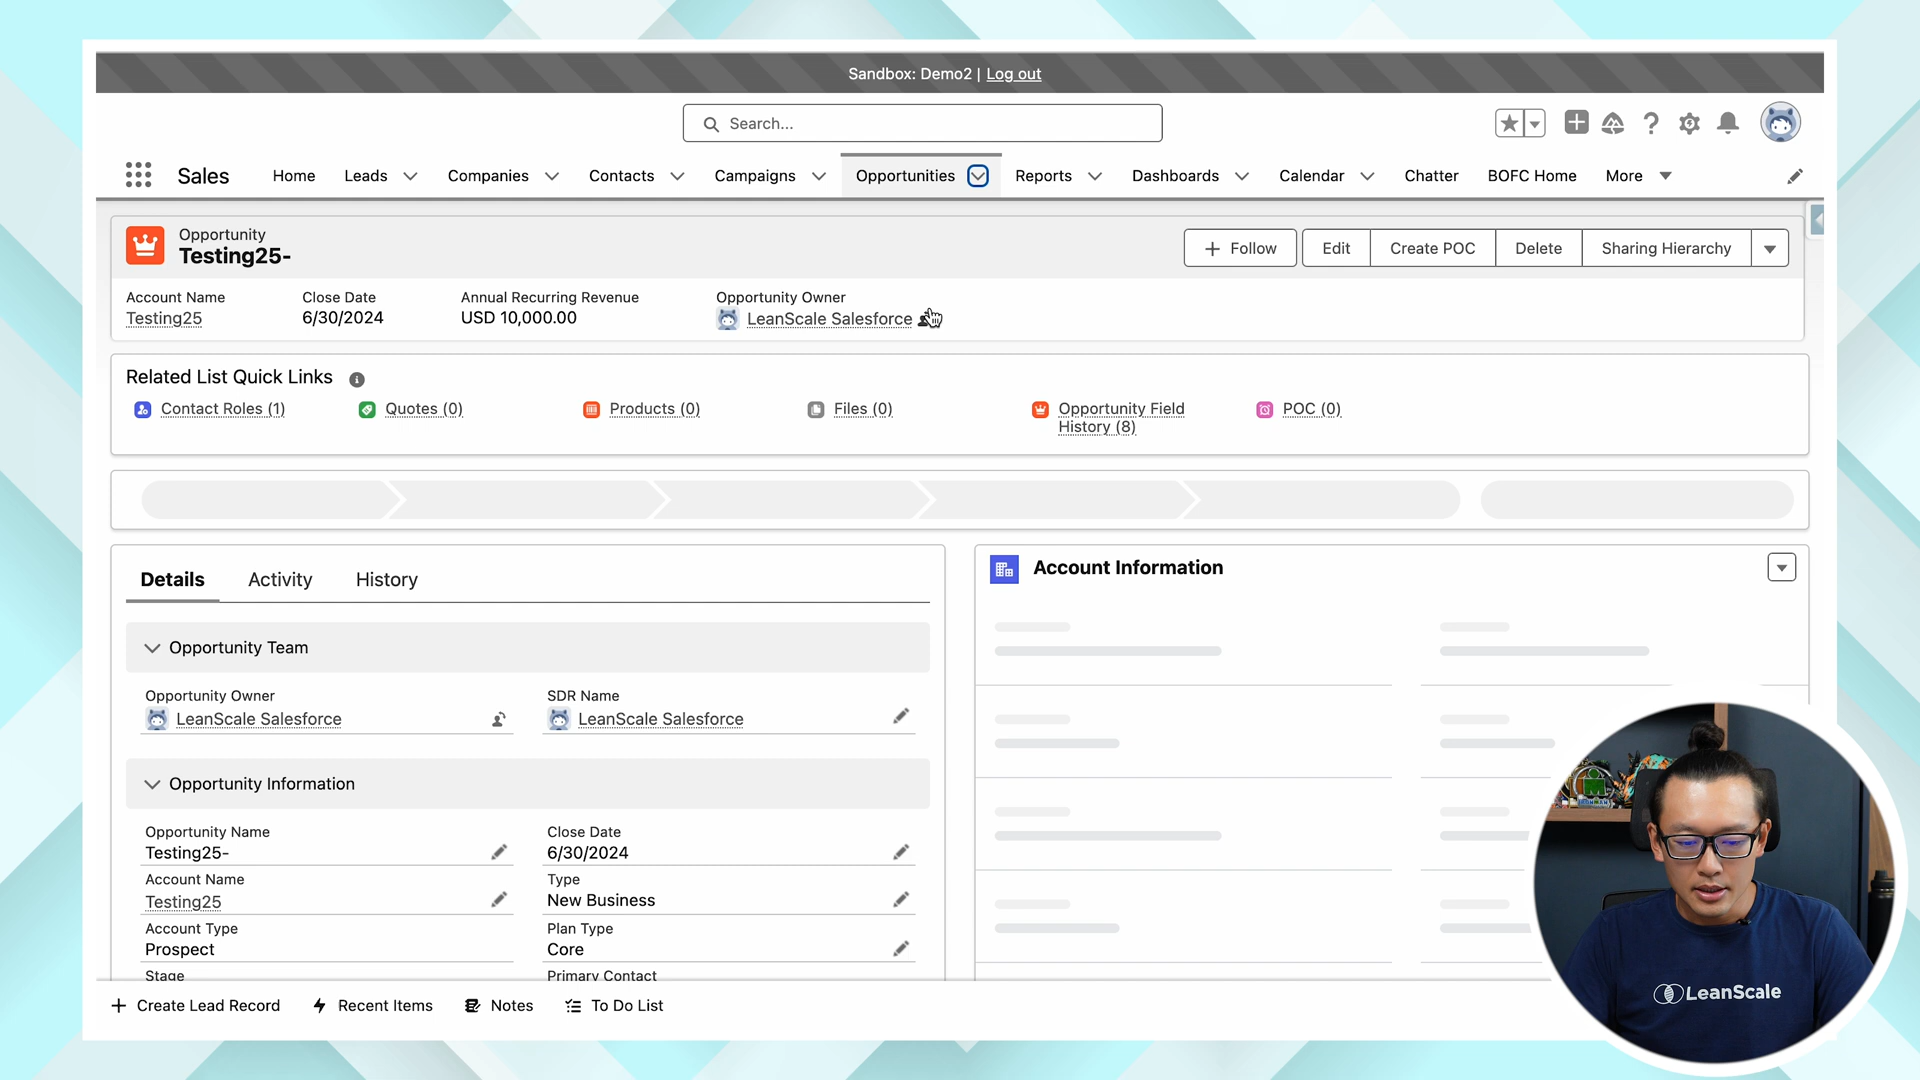 Sandbox: Demo2 | Log out
Search...
Sales
Home
Leads
Companies
Contacts
Campaigns
Opportunities
Reports
Dashboards
Calendar
Chatter
BOFC Home
More
Opportunity
Testing25-
Follow
Edit
Create POC
Delete
Sharing Hierarchy
Account Name
Close Date
Annual Recurring Revenue
Opportunity Owner
Testing25
6/30/2024
USD 10,000.00
LeanScale Salesforce
Related List Quick Links
Contact Roles (1)
Quotes (0)
Products (0)
Files (0)
Opportunity Field
History (8)
POC (0)
Details
Activity
History
Account Information
Opportunity Team
Opportunity Owner
SDR Name
LeanScale Salesforce
LeanScale Salesforce
Opportunity Information
Opportunity Name
Close Date
Testing25-
6/30/2024
Account Name
Type
Testing25
New Business
Account Type
Plan Type
Prospect
Core
Stage
Primary Contact
Create Lead Record
Recent Items
Notes
To Do List
LeanScale